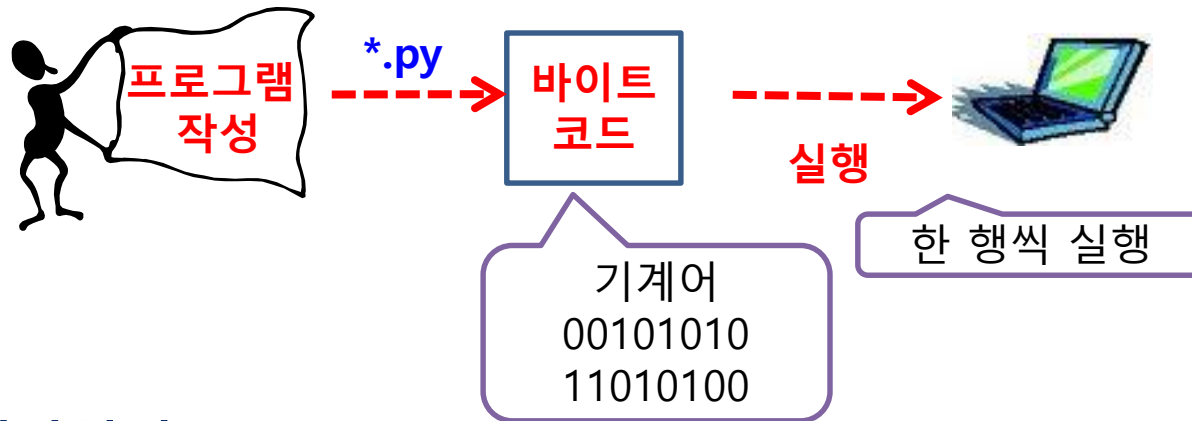 프로그램
작성
*.py
바이트
코드
실행
한 행씩 실행
기계어
00101010
11010100